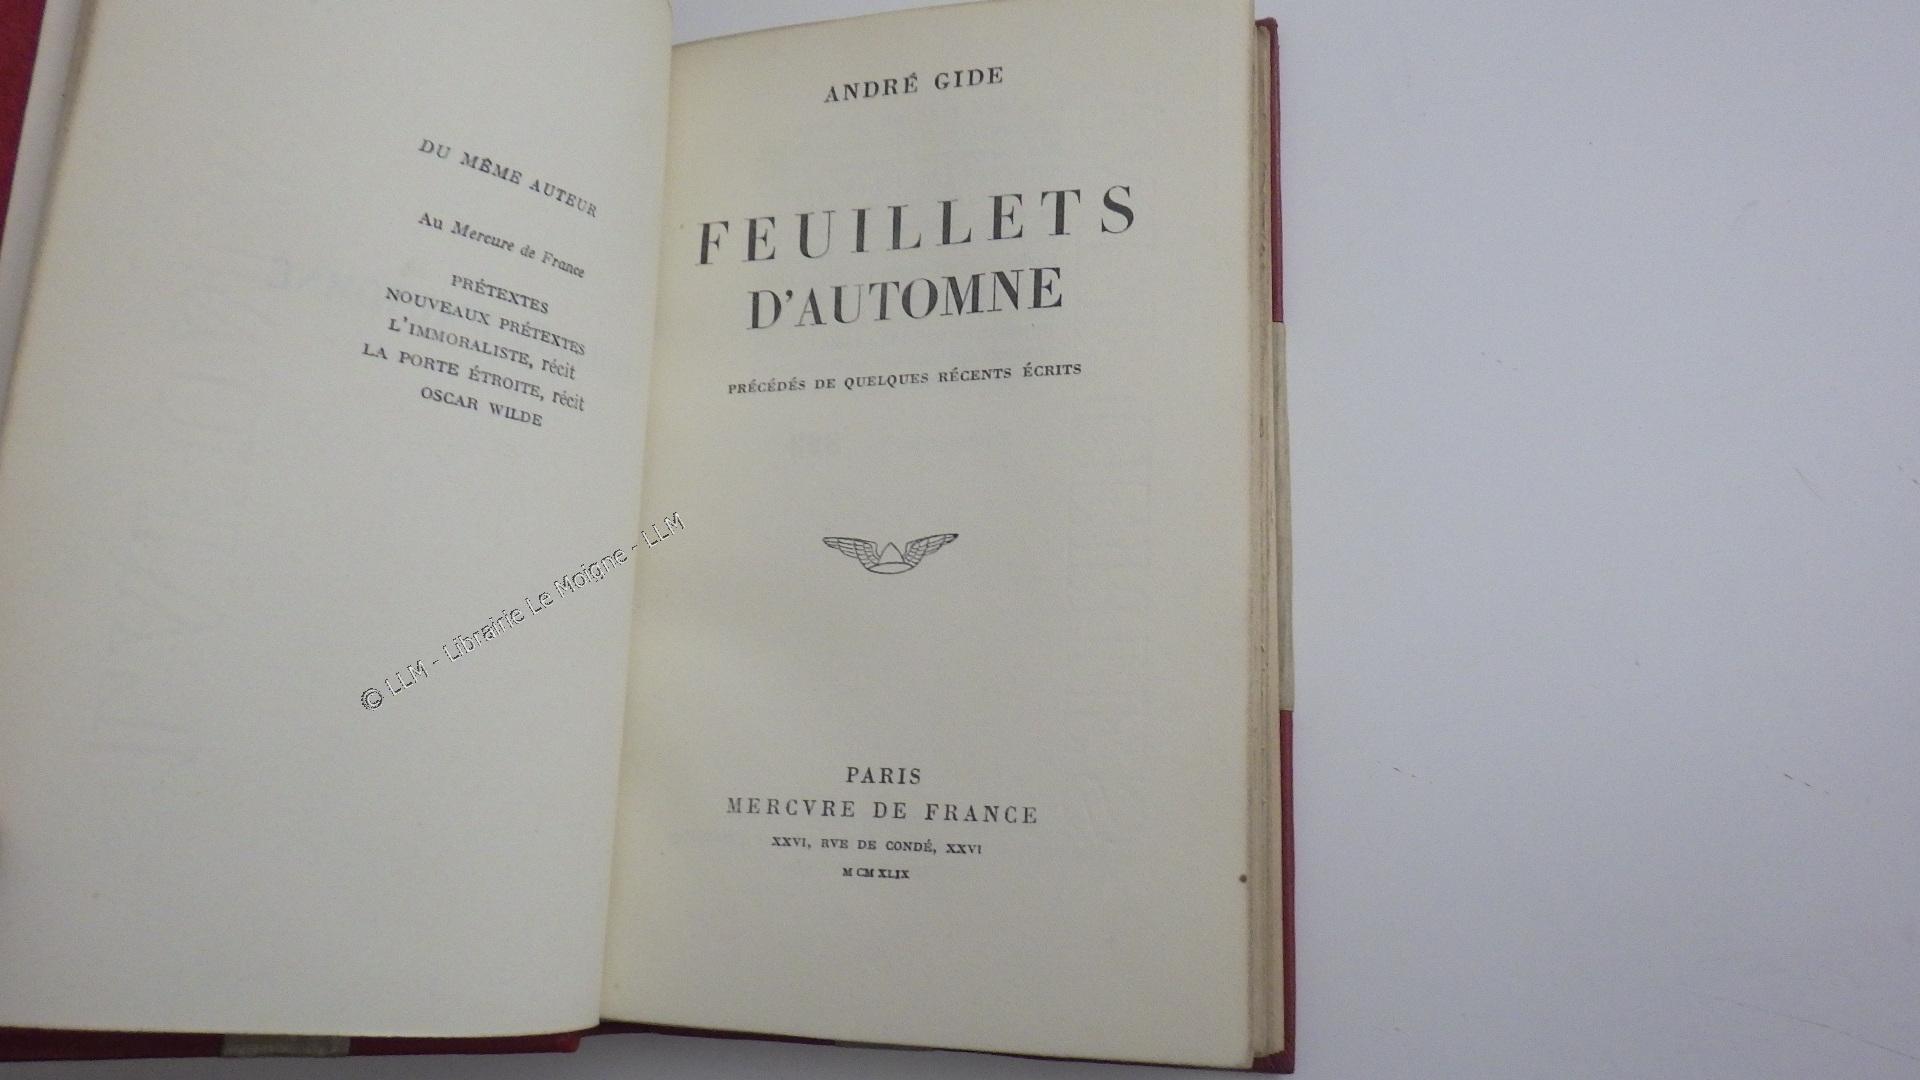 DU MÊME AUTEUR
Au Mercure de France
PRÉTEXTES
NOUVEAUX PRÉTEXTES
L'IMMORALISTE, récit
LA PORTE ÉTROITE, récit
OSCAR WILDE
© LLM - Librairie Le Moigne - LLM
ANDRÉ GIDE
FEUILLETS
D'AUTOMNE
PRÉCÉDÉS DE QUELQUES RÉCENTS ÉCRITS
PARIS
MERCVRE DE FRANCE
XXVI, RVE DE CONDÉ, XXVI
MCMXLIX